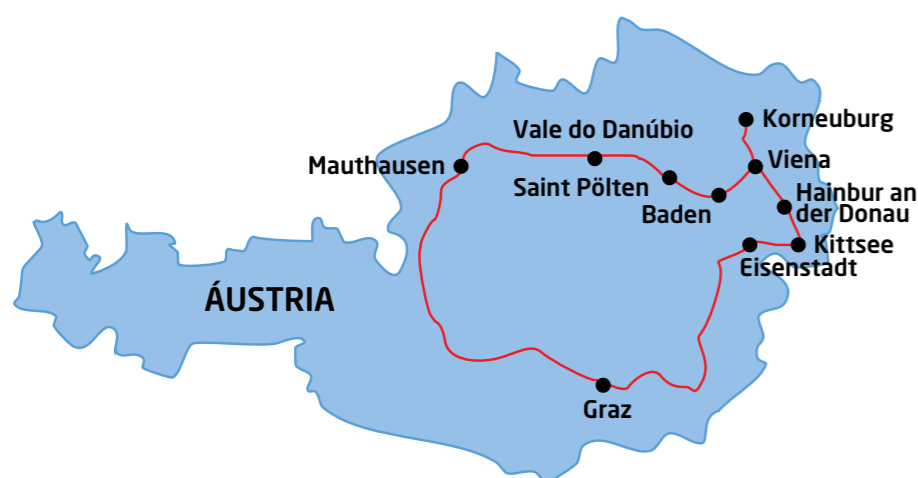 Korneuburg
Vale do Danúbio
Mauthausen
Viena
Saint Pölten
Hainbur an
der Donau
Baden
Kittsee
Eisenstadt
ÁUSTRIA
Graz